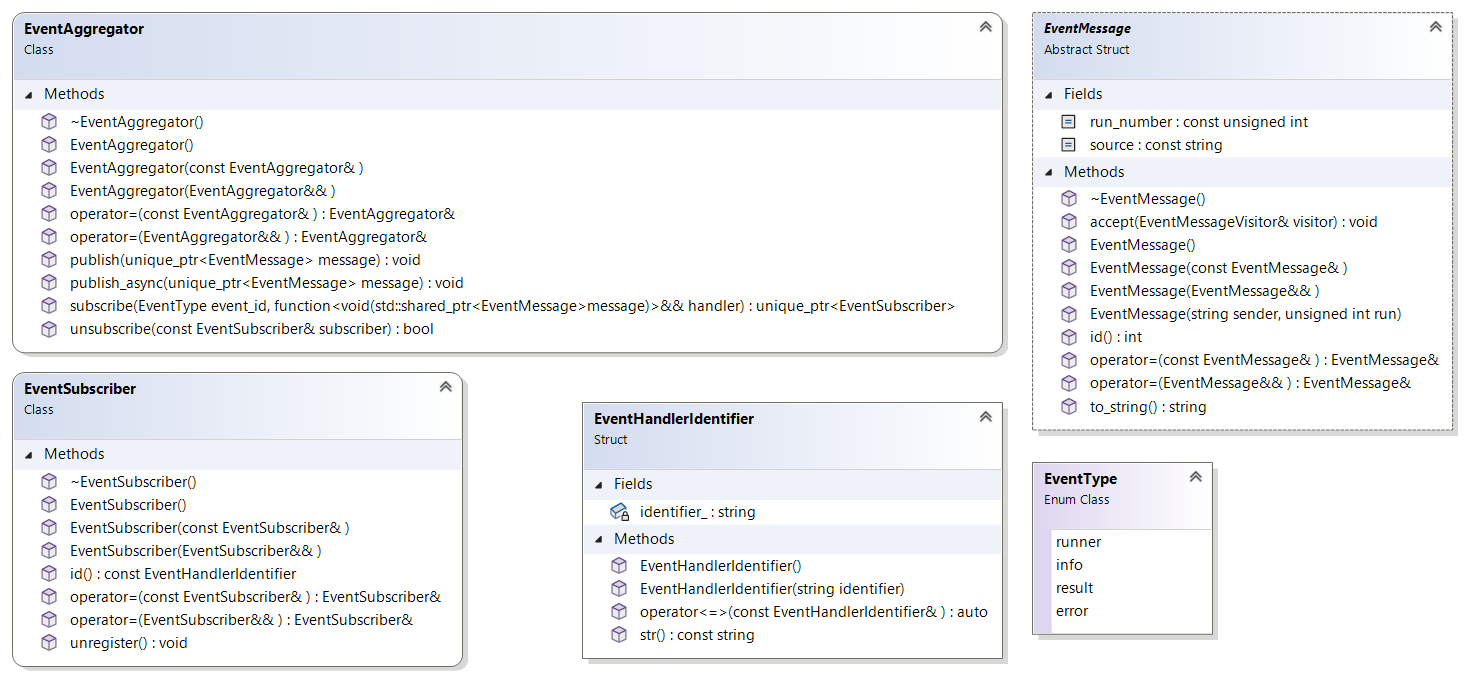 EventAggregator
Class
Methods
~EventAggregator()
EventAggregator()
EventAggregator(const EventAggregator& )
EventAggregator(EventAggregator&& )
operator=(const EventAggregator& ) : EventAggregator&
operator=(EventAggregator&& ) : EventAggregator&
publish(unique_ptr<EventMessage> message) : void
publish_async(unique_ptr<EventMessage> message) : void
subscribe(EventType event_id, function<void(std::shared_ptr<EventMessage>message)>&& handler) : unique_ptr<EventSubscriber>
unsubscribe(const EventSubscriber& subscriber) : bool
EventMessage
Abstract Struct
Fields
run_number : const unsigned int
source : const string
Methods
~EventMessage()
accept(EventMessageVisitor& visitor) : void
EventMessage()
EventMessage(const EventMessage& )
EventMessage(EventMessage&& )
EventMessage(string sender, unsigned int run)
id() : int
operator=(const EventMessage& ) : EventMessage&
operator=(EventMessage&& ) : EventMessage&
to_string() : string
EventSubscriber
Class
Methods
~EventSubscriber()
EventSubscriber()
EventSubscriber(const EventSubscriber& )
EventSubscriber(EventSubscriber&& )
id() : const EventHandlerIdentifier
operator=(const EventSubscriber& ) : EventSubscriber&
operator=(EventSubscriber&& ) : EventSubscriber&
unregister() : void
EventHandlerIdentifier
Struct
Fields
identifier_ : string
Methods
EventHandlerIdentifier()
EventHandlerIdentifier(string identifier)
operator<=>(const EventHandlerIdentifier& ) : auto
str() : const string
EventType
Enum Class
runner
info
result
error